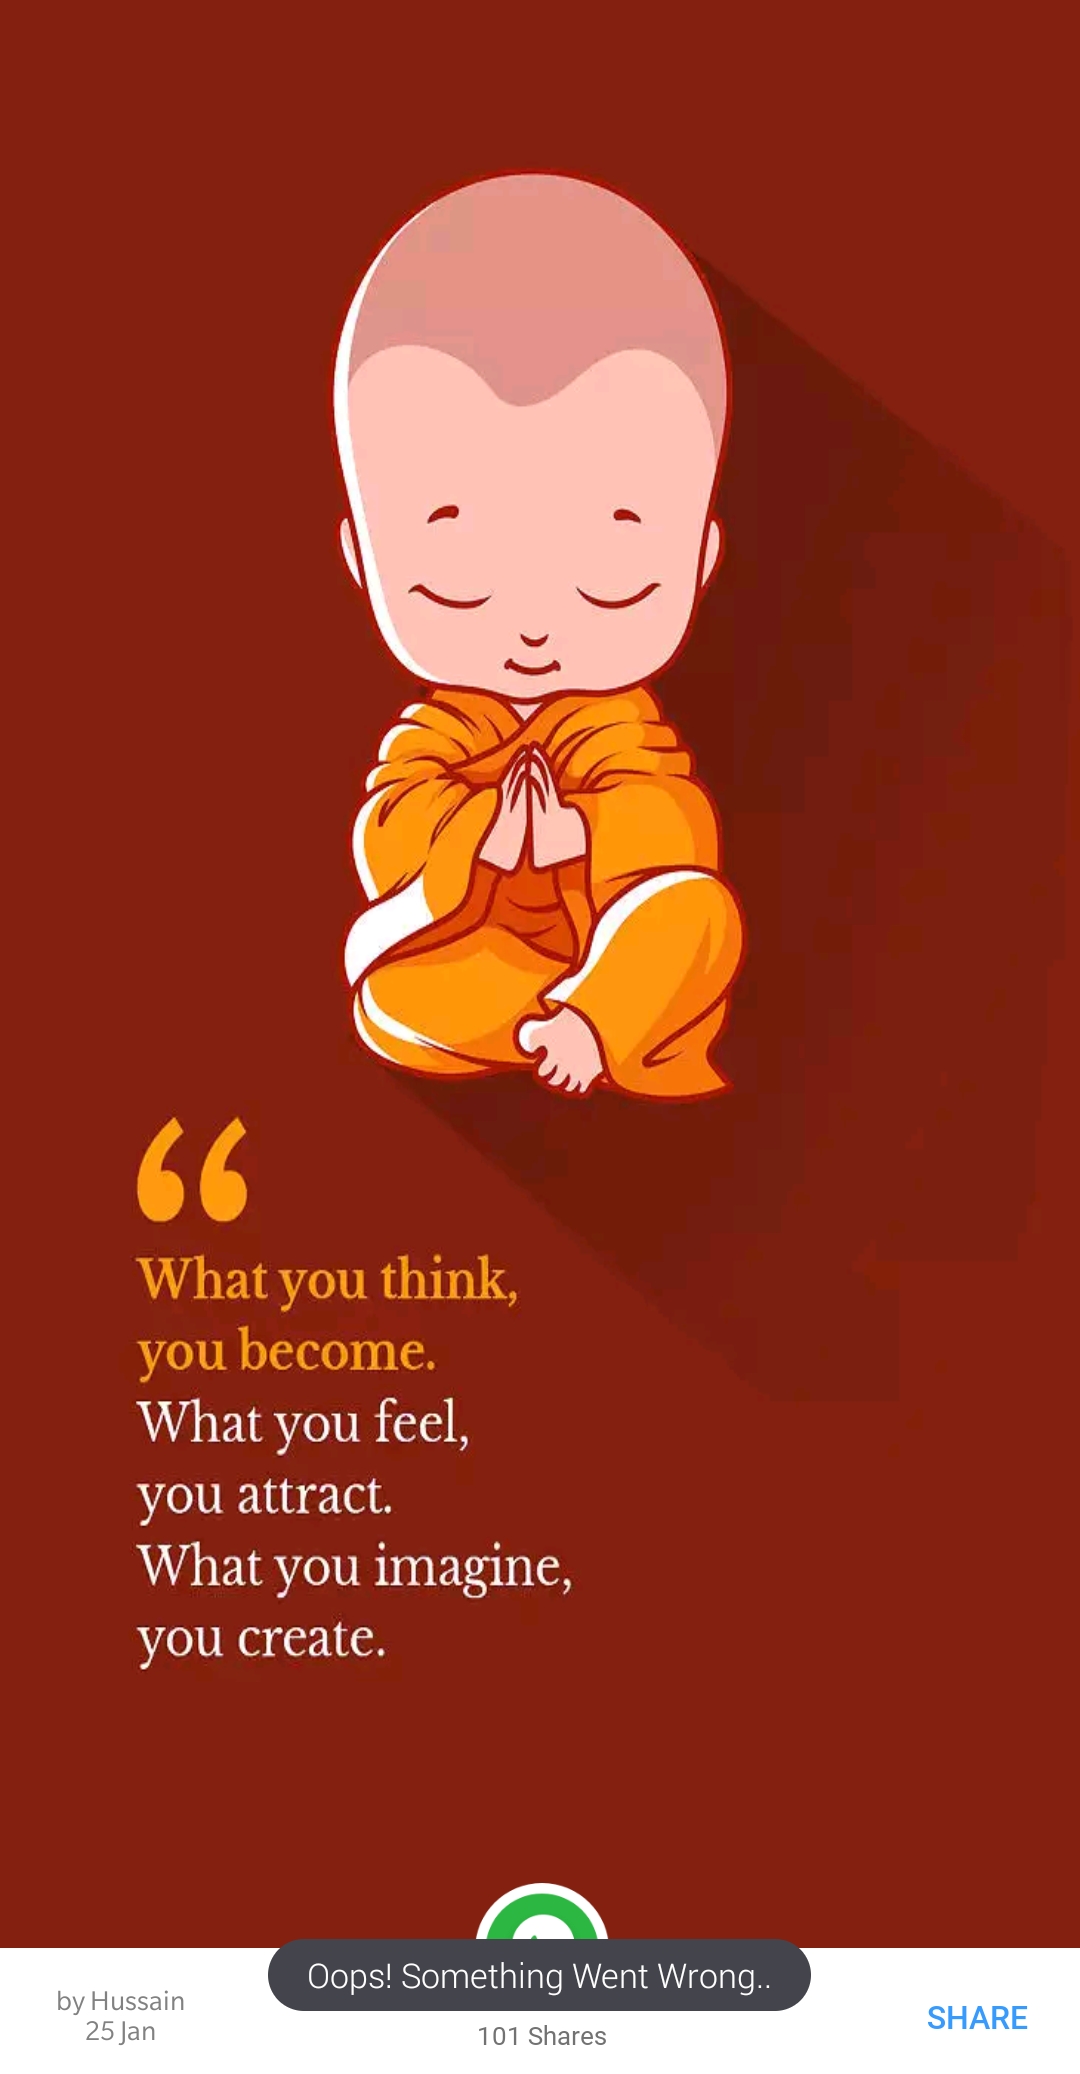 “
What you think,
you become.
What you feel,
you attract.
What you imagine,
you create.
Oops! Something Went Wrong..
by Hussain
25 Jan
101 Shares
SHARE